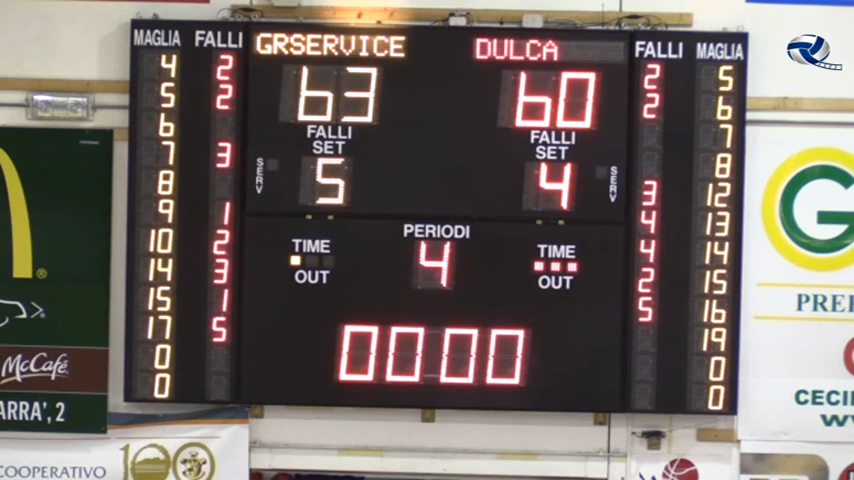 MAGLIA FALLI GRSERVICE DULCA FALLI MAGLIA
63 60
FALLI SET FALLI SET
SERV 5 4 SERV
PERIODI
TIME OUT 4 TIME OUT
00:00
4 2
5 2
6
7 3
8
9 1
10 2
14 3
15 1
17 5
0
0
2 5
2 6
7
8
3 12
4 13
4 14
2 15
5 16
19
0
0
McCafé
ARRA', 2
COOPERATIVO 100
G
PREF
CECI